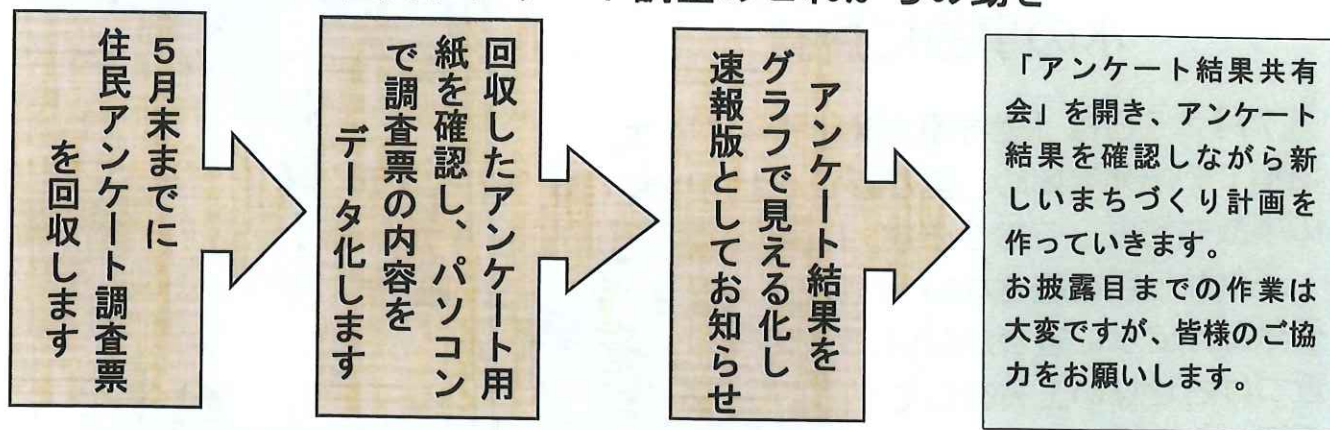 ５月末までに
住民アンケート調査票
を回収します
回収したアンケート用
紙を確認し、パソコン
で調査票の内容を
データ化します
アンケート結果を
グラフで見える化し
速報版としてお知らせ
「アンケート結果共有
会」を開き、アンケート
結果を確認しながら新
しいまちづくり計画を
作っていきます。
お披露目までの作業は
大変ですが、皆様のご協
力をお願いします。